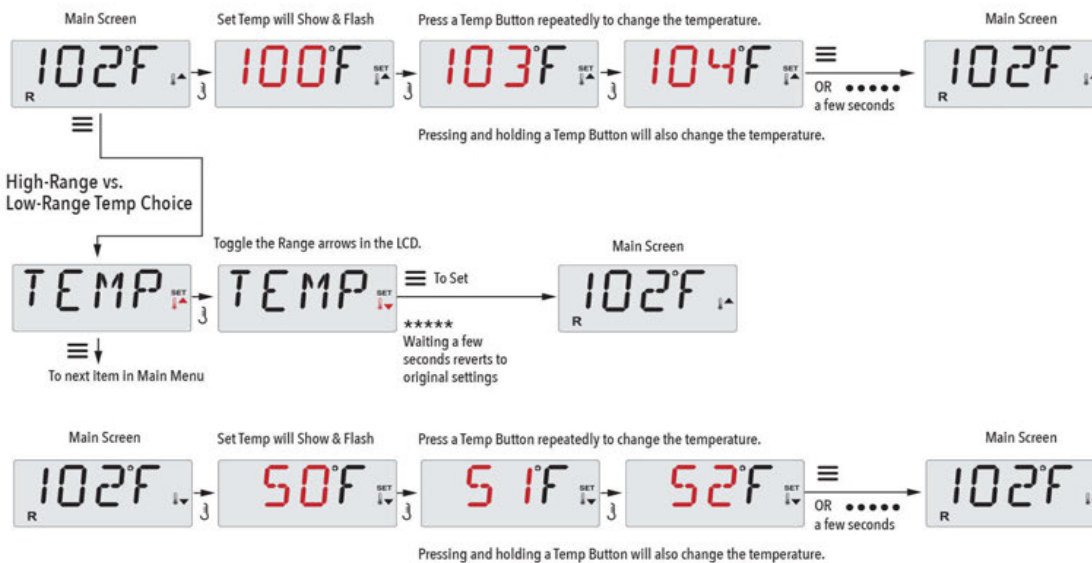 Main Screen
Set Temp will Show & Flash
Press a Temp Button repeatedly to change the temperature.
Main Screen
102°F
R
100°F
SET
103°F
SET
104°F
SET
OR •••••
a few seconds
102°F
R
Pressing and holding a Temp Button will also change the temperature.
High-Range vs.
Low-Range Temp Choice
Toggle the Range arrows in the LCD.
Main Screen
TEMP
SET
TEMP
SET
To Set
*****
Waiting a few
seconds reverts to
original settings
102°F
R
To next item in Main Menu
Main Screen
Set Temp will Show & Flash
Press a Temp Button repeatedly to change the temperature.
Main Screen
102°F
R
50°F
SET
51°F
SET
52°F
SET
OR •••••
a few seconds
102°F
R
Pressing and holding a Temp Button will also change the temperature.